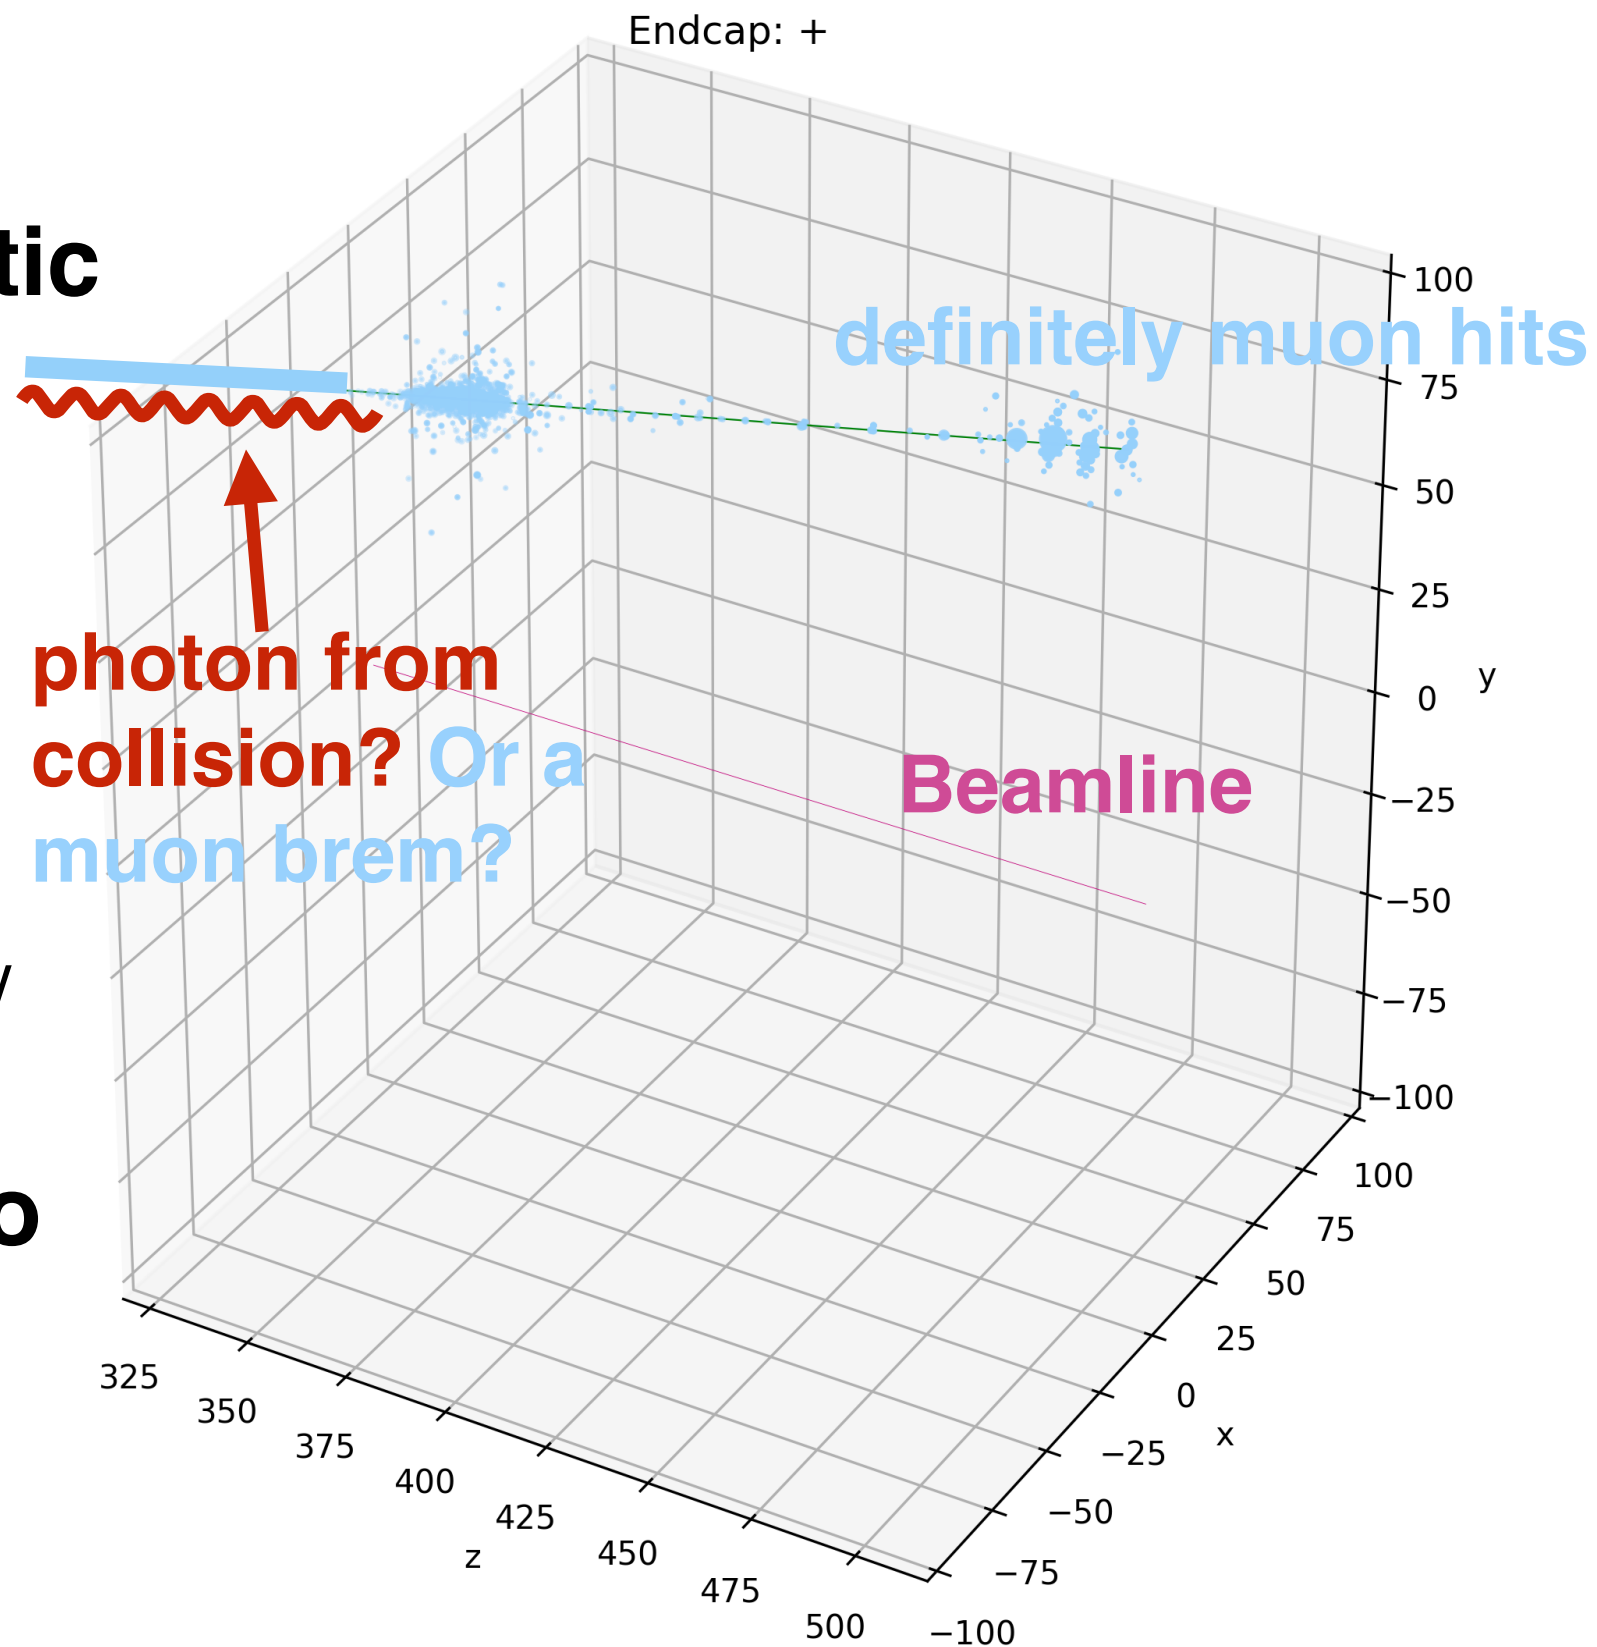 Endcap: +
tic
definitely muon hits
photon from
collision? Or a
muon brem?
Beamline
y
o
100
75
50
25
0
−25
−50
−75
−100
y
100
75
50
25
0
−25
−50
−75
−100
x
325
350
375
400
425
450
475
500
z